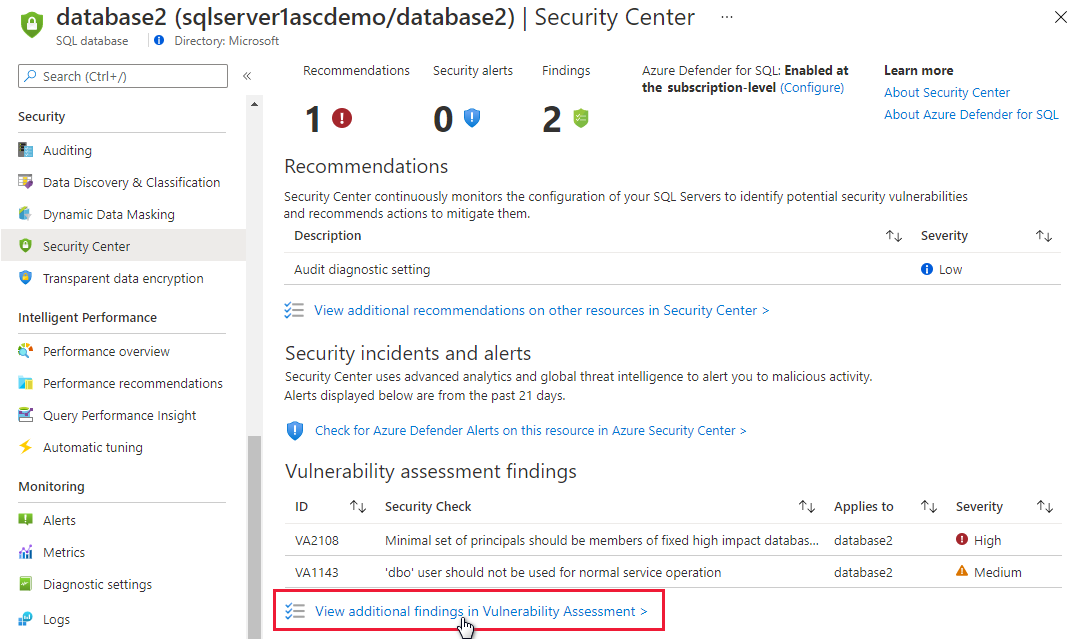 database2 (sqlserver1ascdemo/database2) | Security Center ...
SQL database Directory: Microsoft
Search (Ctrl+/) «
Security
Auditing
Data Discovery & Classification
Dynamic Data Masking
Security Center
Transparent data encryption
Intelligent Performance
Performance overview
Performance recommendations
Query Performance Insight
Automatic tuning
Monitoring
Alerts
Metrics
Diagnostic settings
Logs
Recommendations Security alerts Findings
1 0 2
Azure Defender for SQL: Enabled at
the subscription-level (Configure)
Learn more
About Security Center
About Azure Defender for SQL
Recommendations
Security Center continuously monitors the configuration of your SQL Servers to identify potential security vulnerabilities
and recommends actions to mitigate them.
Description Severity
Audit diagnostic setting Low
View additional recommendations on other resources in Security Center >
Security incidents and alerts
Security Center uses advanced analytics and global threat intelligence to alert you to malicious activity.
Alerts displayed below are from the past 21 days.
Check for Azure Defender Alerts on this resource in Azure Security Center >
Vulnerability assessment findings
ID Security Check Applies to Severity
VA2108 Minimal set of principals should be members of fixed high impact databas... database2 High
VA1143 'dbo' user should not be used for normal service operation database2 Medium
View additional findings in Vulnerability Assessment >